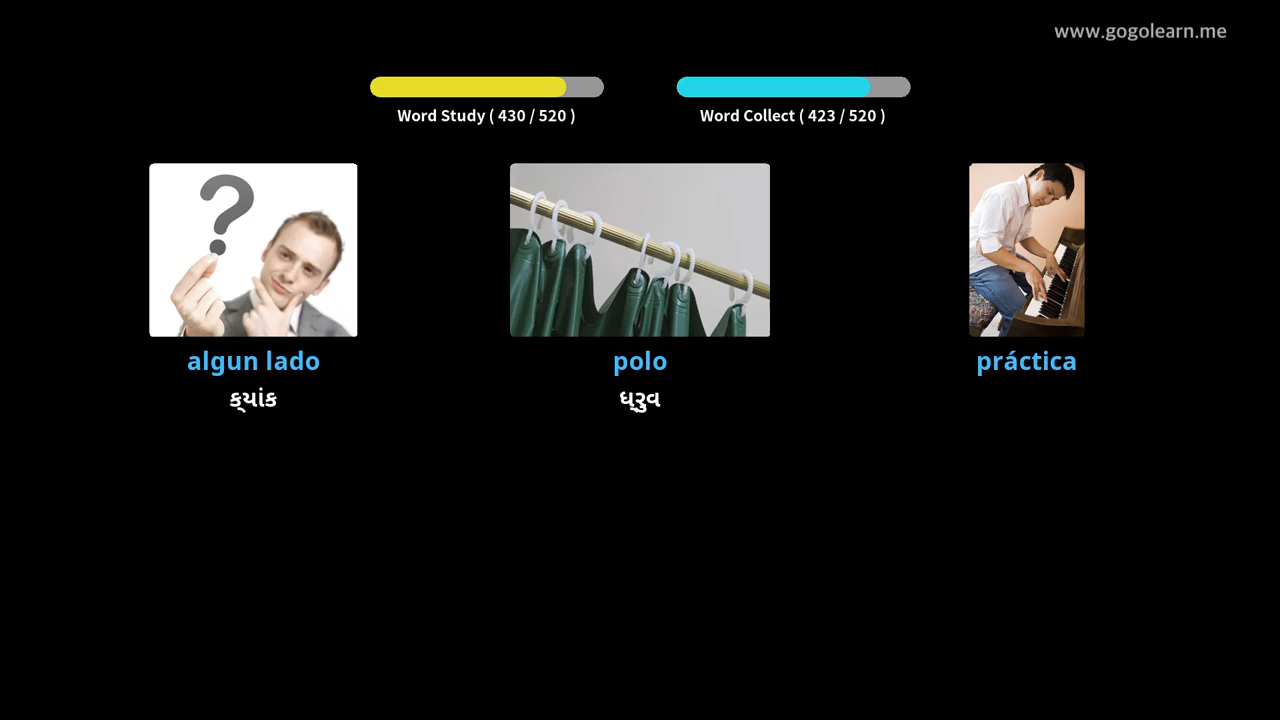 www.gogolearn.me
Word Study ( 430 / 520 )
Word Collect ( 423 / 520 )
algun lado
polo
práctica
ક્યાંક
ધ્રુવ